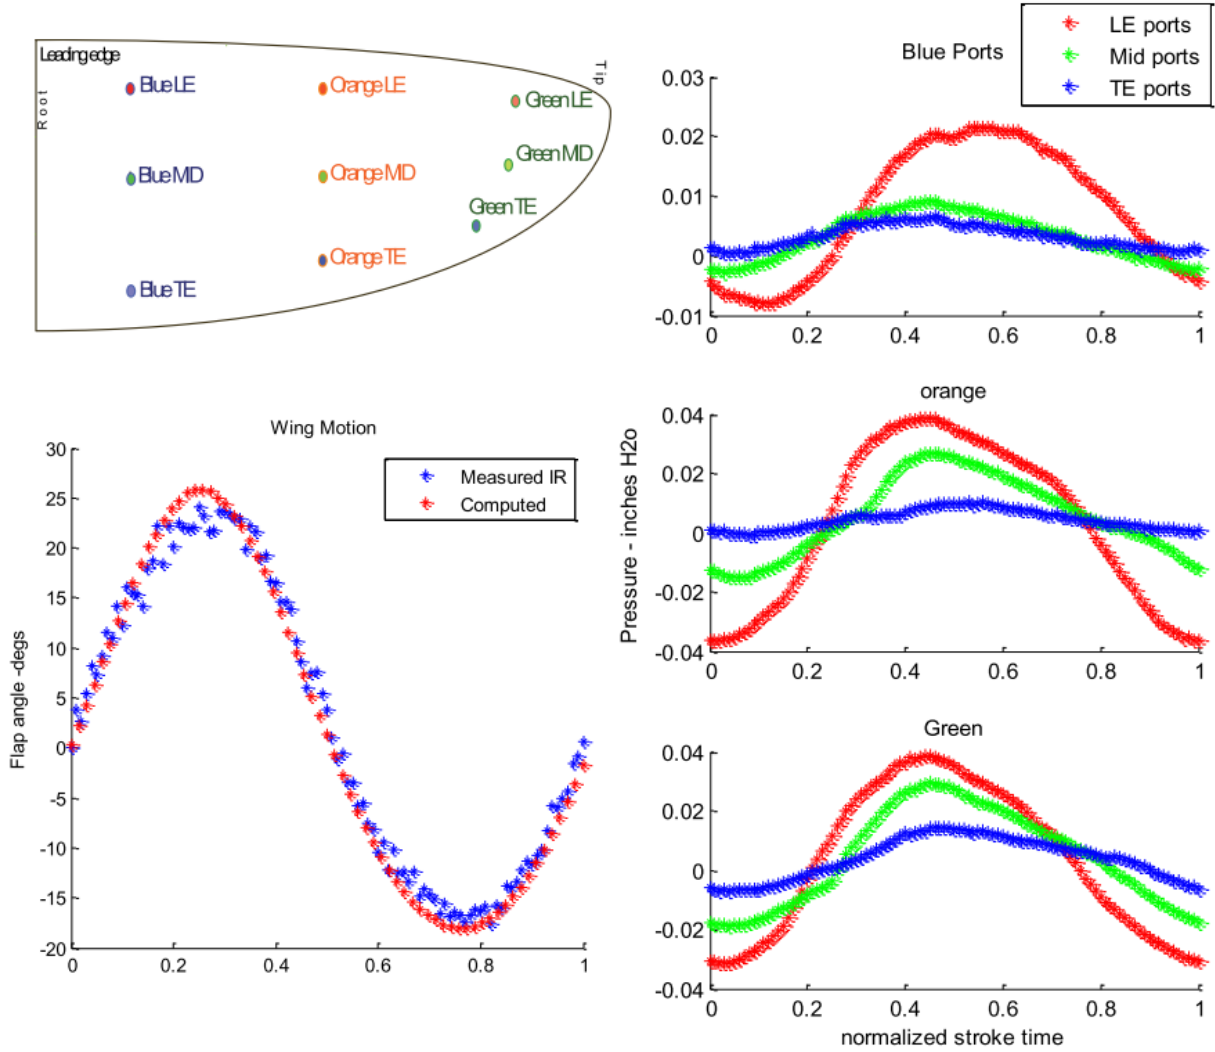 Leading edge
Root
Tip
Blue LE
Orange LE
Green LE
Blue MID
Orange MID
Green MID
Green TE
Orange TE
Blue TE
Wing Motion
Flap angle -degs
30
25
20
15
10
5
0
-5
-10
-15
-20
0 0.2 0.4 0.6 0.8 1
Measured IR
Computed
LE ports
Mid ports
TE ports
Blue Ports
0.03
0.02
0.01
0
-0.01
0 0.2 0.4 0.6 0.8 1
orange
Pressure - inches H2o
0.04
0.02
0
-0.02
-0.04
0 0.2 0.4 0.6 0.8 1
Green
0.04
0.02
0
-0.02
-0.04
0 0.2 0.4 0.6 0.8 1
normalized stroke time